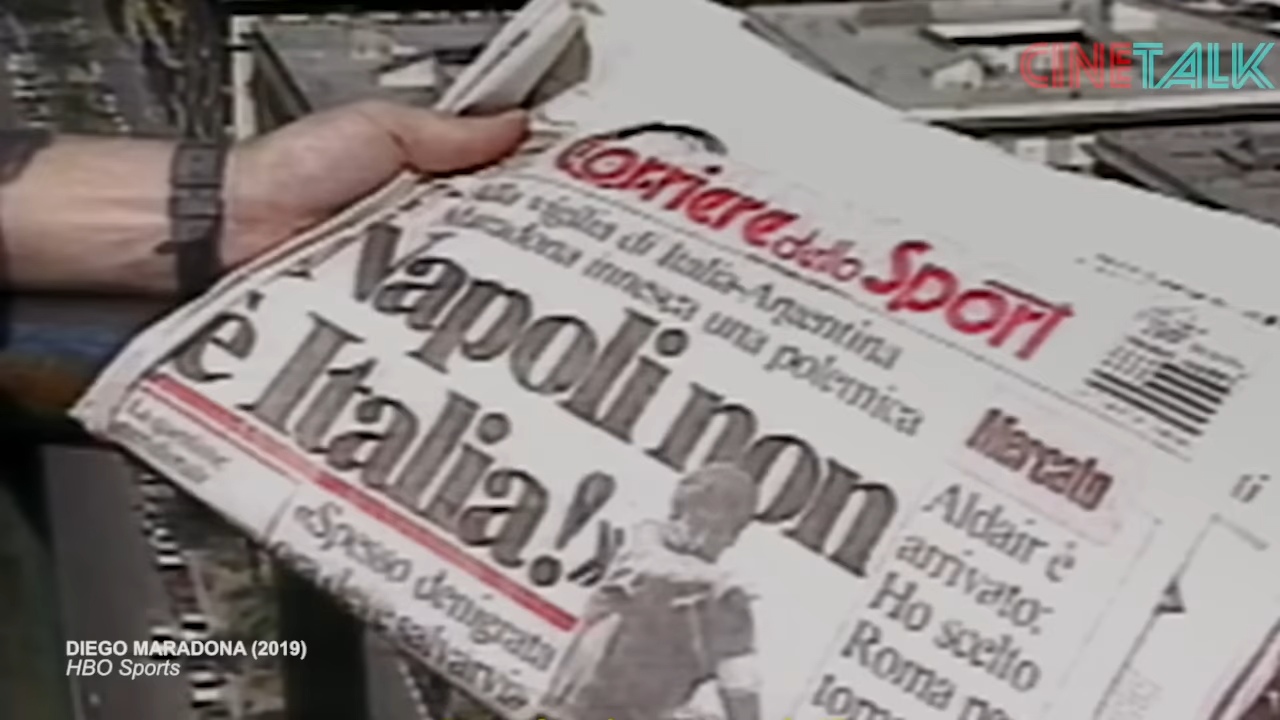 CINETALK
Corriere dello Sport
alla vigilia di Italia-Argentina
Maradona innesca una polemica
Napoli non
è Italia!»
Mercato
Aldair è
arrivato:
Ho scelto
Roma
«Spesso denigrata
DIEGO MARADONA (2019)
HBO Sports